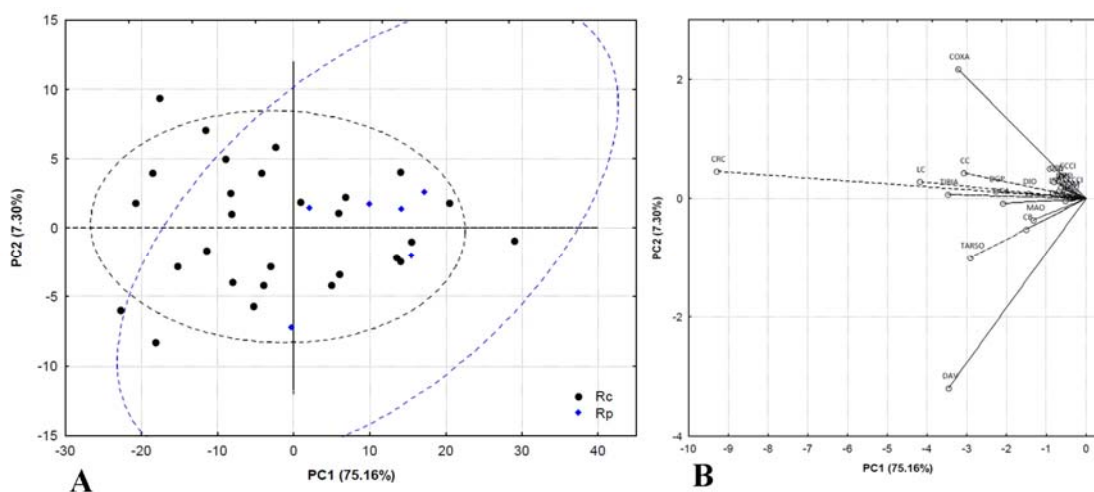 15
10
5
0
-5
-10
-15
PC2 (7.30%)
-30 -20 -10 0 10 20 30 40
PC1 (75.16%)
Rc
Rp
A
2
0
-2
-4
PC2 (7.30%)
-10 -9 -8 -7 -6 -5 -4 -3 -2 -1 0
PC1 (75.16%)
COXA
CRC
LC
CC
DBIA
DIO
MAO
CB
TARSO
DAV
B